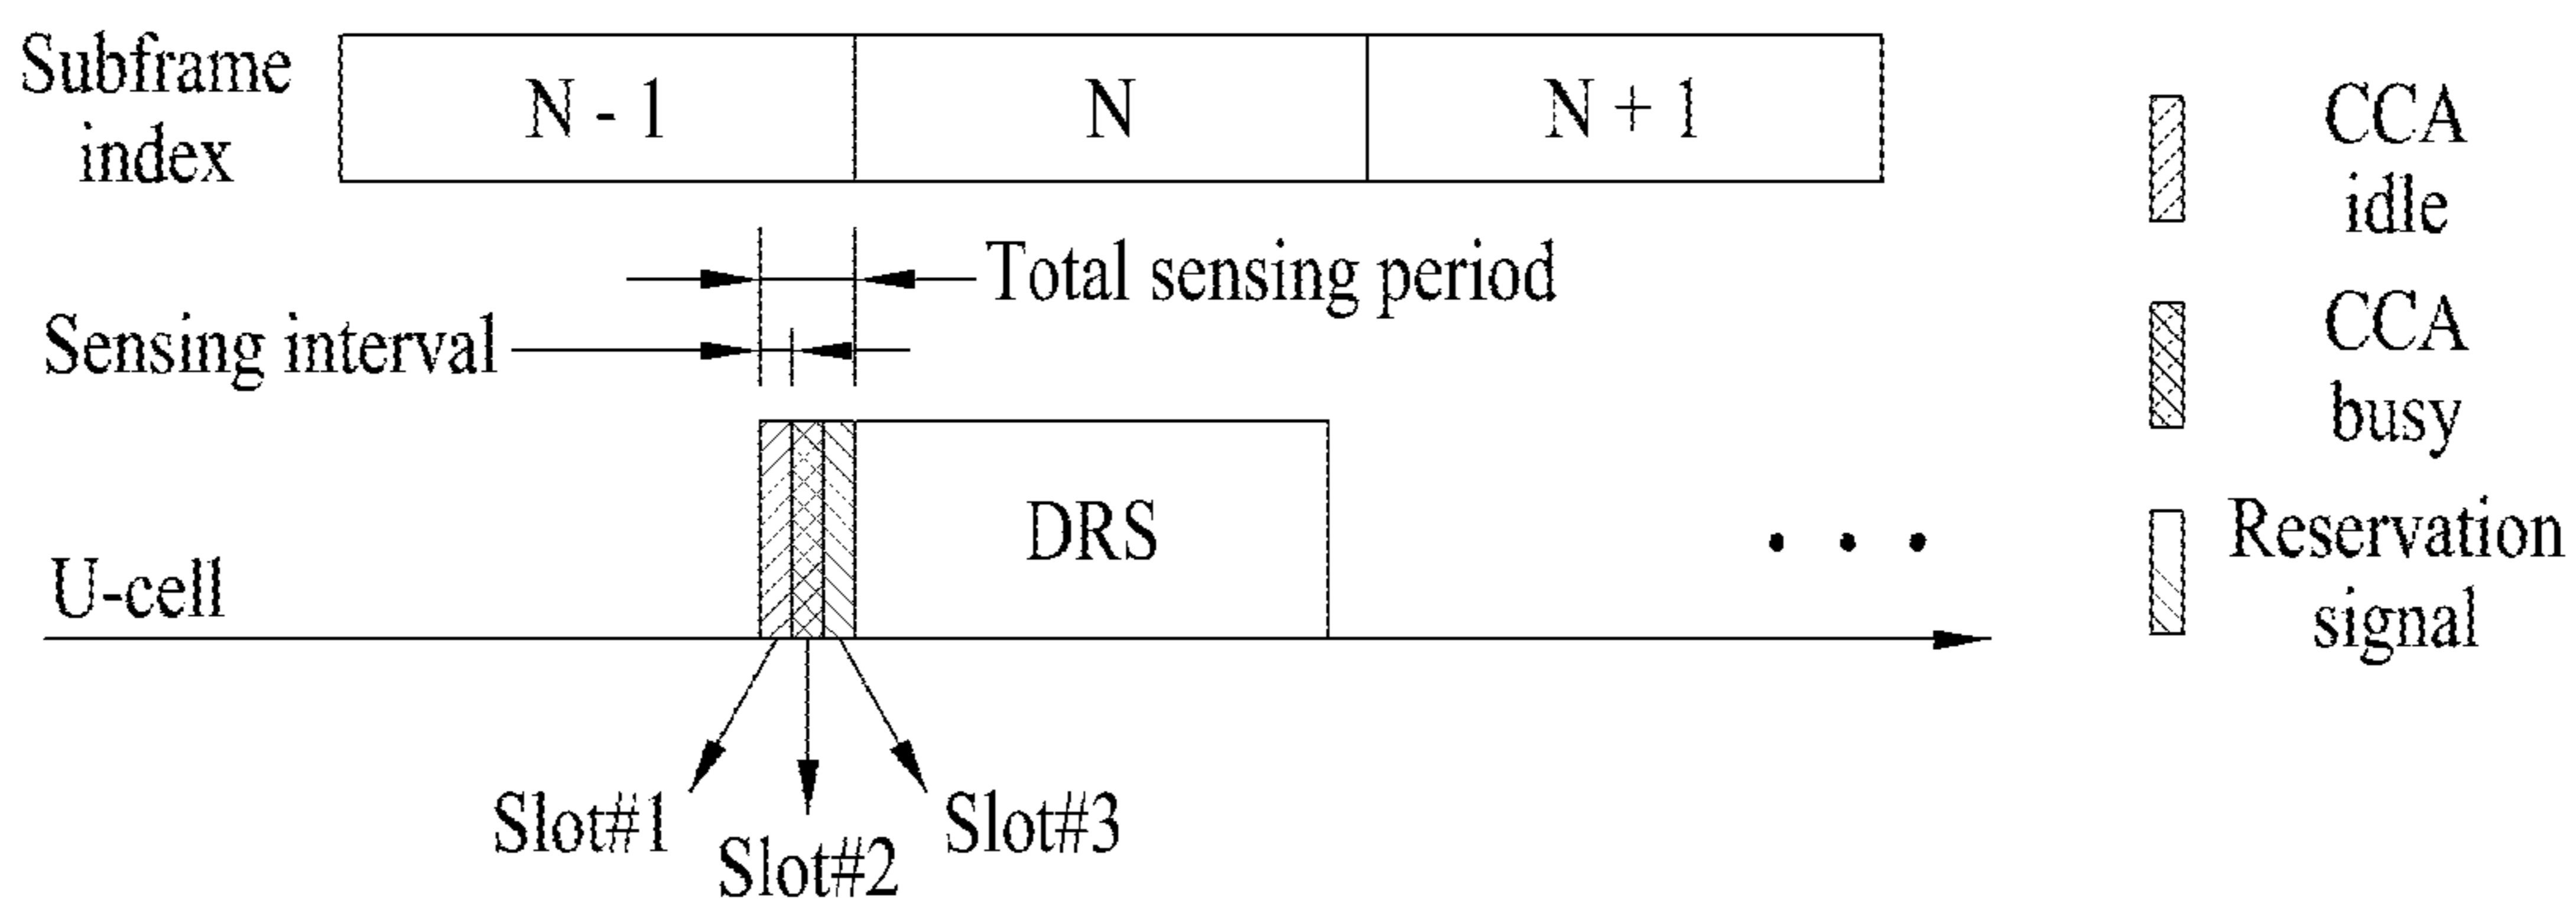 Subframe
index
N - 1
N
N + 1
CCA
idle
Total sensing period
Sensing interval
CCA
busy
DRS
• • •
Reservation
signal
U-cell
Slot#1
Slot#2
Slot#3